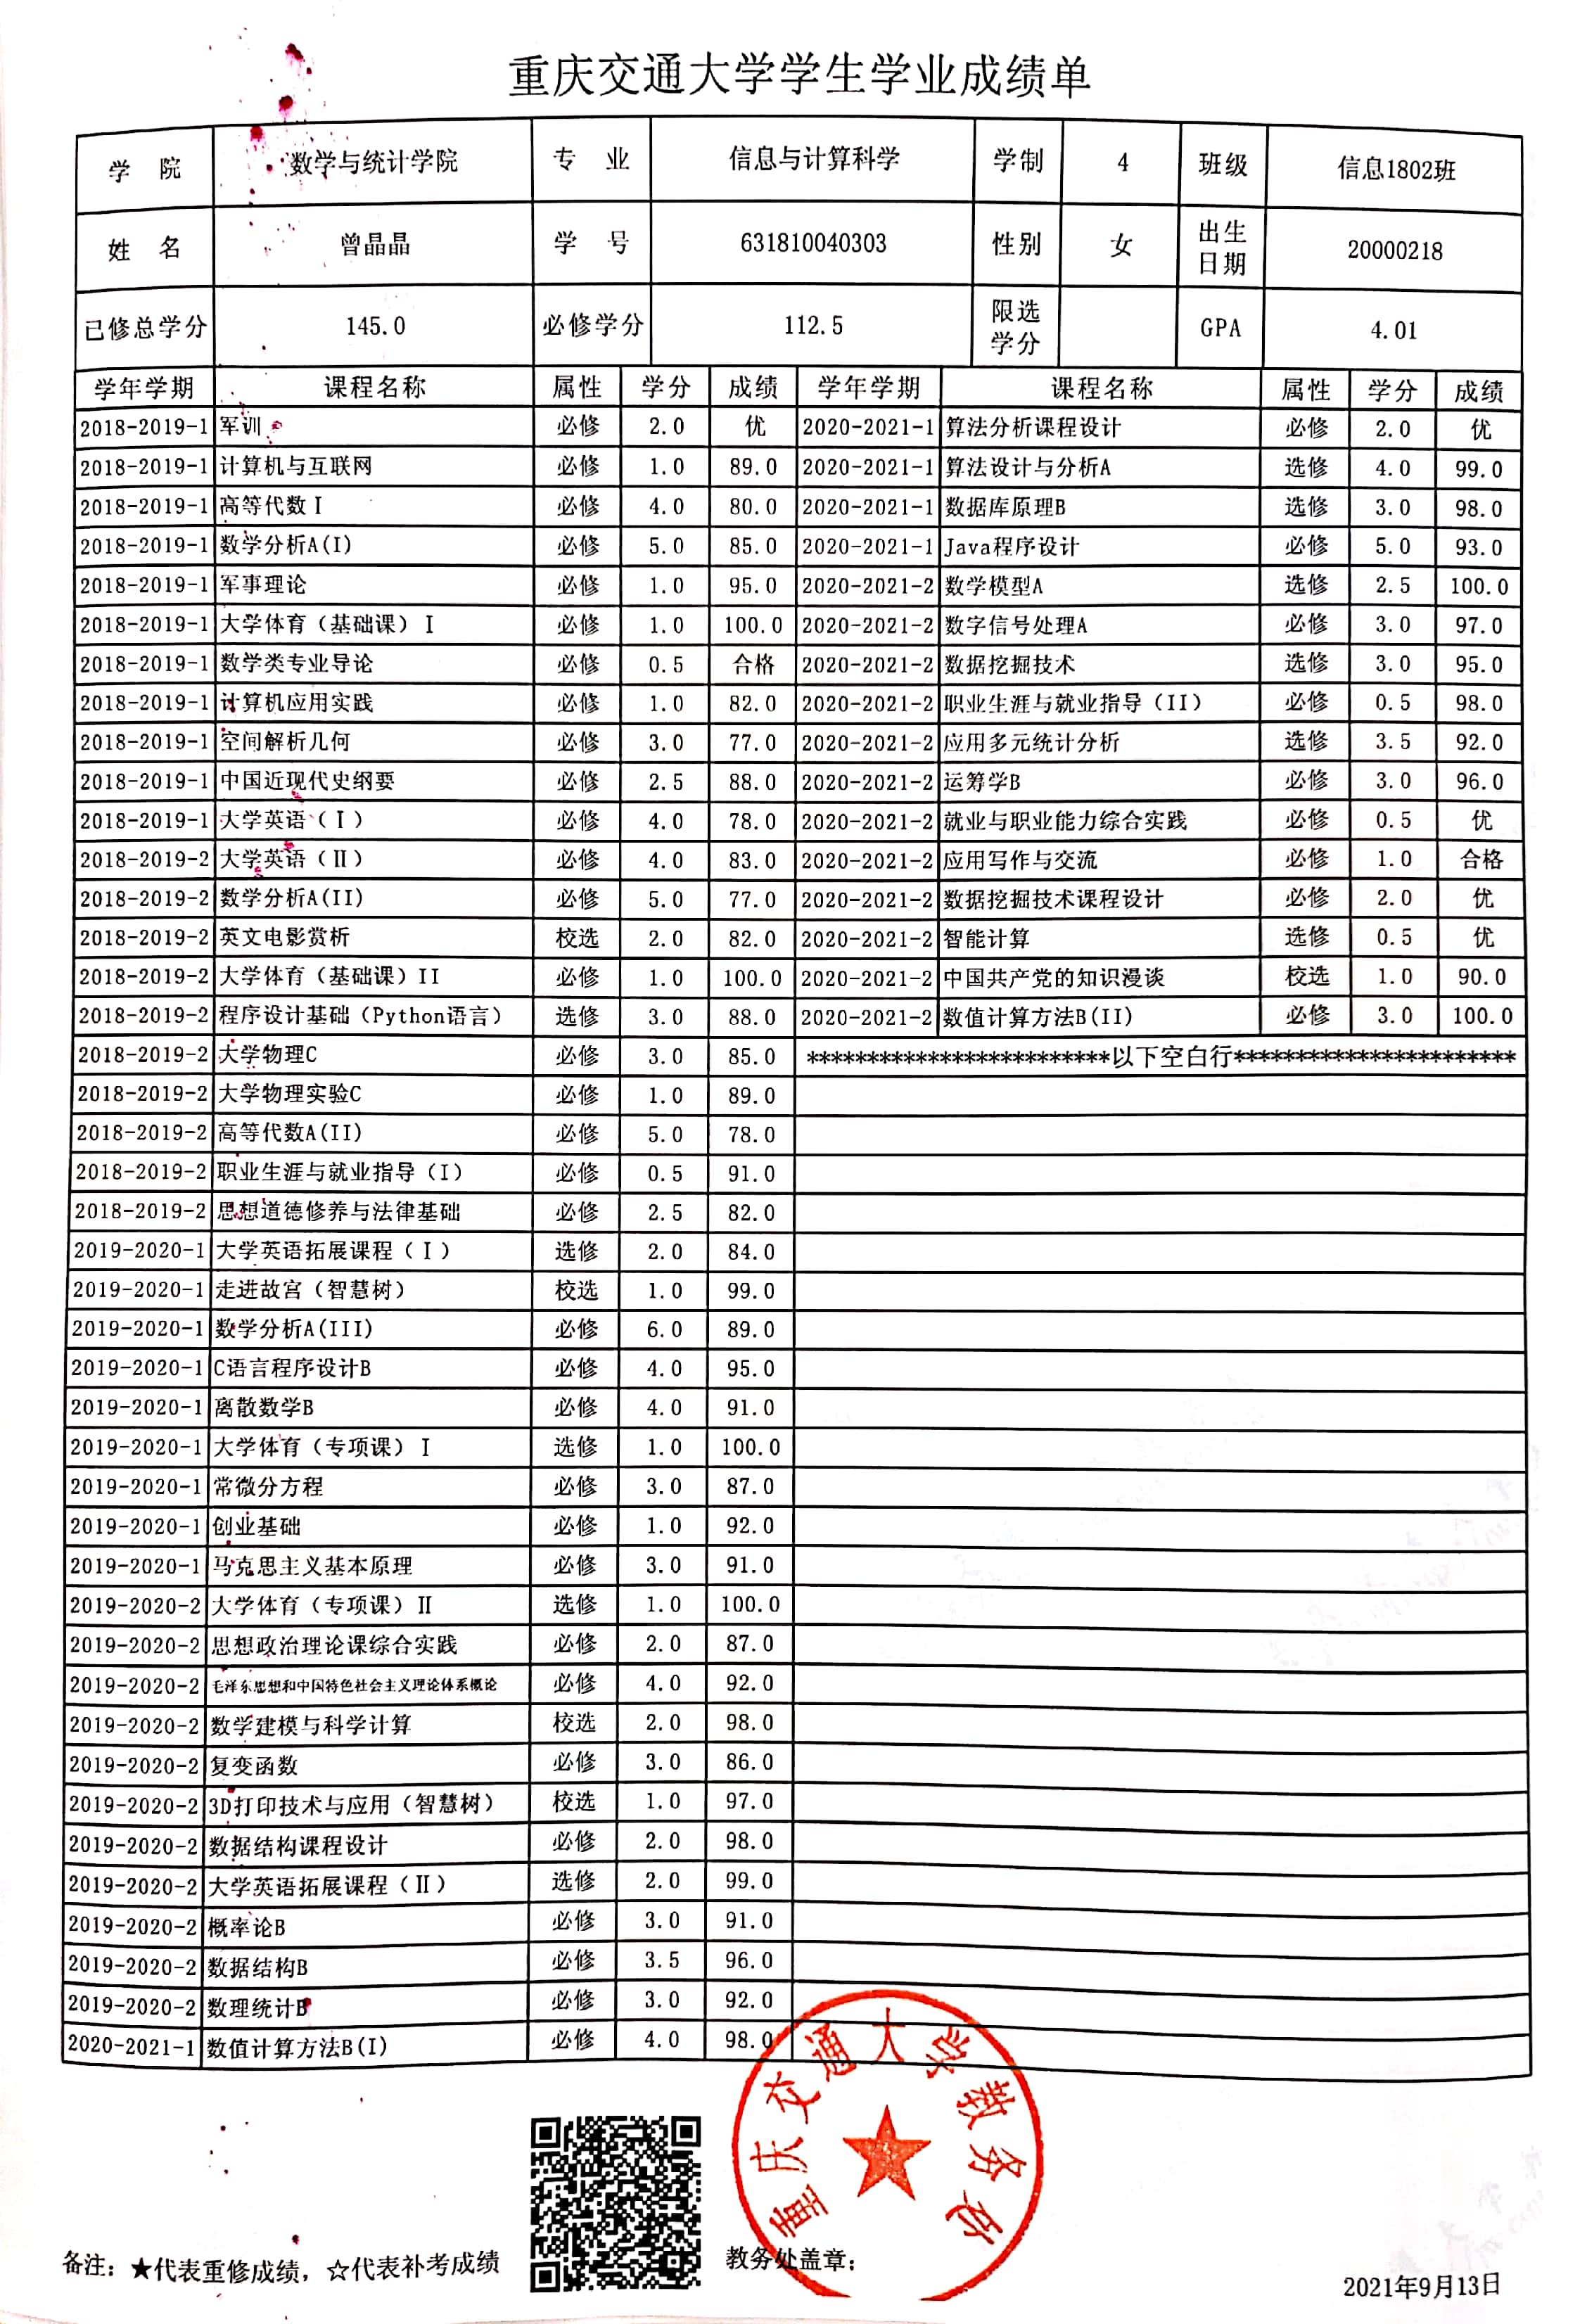 重庆交通大学学生学业成绩单
学 院 数学与统计学院 专 业 信息与计算科学 学制 4 班级 信息1802班
姓 名 曾晶晶 学 号 631810040303 性别 女 出生日期 20000218
已修总学分 145.0 必修学分 112.5 限选学分 GPA 4.01
学年学期 课程名称 属性 学分 成绩 学年学期 课程名称 属性 学分 成绩
2018-2019-1 军训 必修 2.0 优 2020-2021-1 算法分析课程设计 必修 2.0 优
2018-2019-1 计算机与互联网 必修 1.0 89.0 2020-2021-1 算法设计与分析A 选修 4.0 99.0
2018-2019-1 高等代数Ⅰ 必修 4.0 80.0 2020-2021-1 数据库原理B 选修 3.0 98.0
2018-2019-1 数学分析A(I) 必修 5.0 85.0 2020-2021-1 Java程序设计 必修 5.0 93.0
2018-2019-1 军事理论 必修 1.0 95.0 2020-2021-2 数学模型A 选修 2.5 100.0
2018-2019-1 大学体育（基础课）Ⅰ 必修 1.0 100.0 2020-2021-2 数字信号处理A 必修 3.0 97.0
2018-2019-1 数学类专业导论 必修 0.5 合格 2020-2021-2 数据挖掘技术 选修 3.0 95.0
2018-2019-1 计算机应用实践 必修 1.0 82.0 2020-2021-2 职业生涯与就业指导（II） 必修 0.5 98.0
2018-2019-1 空间解析几何 必修 3.0 77.0 2020-2021-2 应用多元统计分析 选修 3.5 92.0
2018-2019-1 中国近现代史纲要 必修 2.5 88.0 2020-2021-2 运筹学B 必修 3.0 96.0
2018-2019-1 大学英语（Ⅰ） 必修 4.0 78.0 2020-2021-2 就业与职业能力综合实践 必修 0.5 优
2018-2019-2 大学英语（Ⅱ） 必修 4.0 83.0 2020-2021-2 应用写作与交流 必修 1.0 合格
2018-2019-2 数学分析A(II) 必修 5.0 77.0 2020-2021-2 数据挖掘技术课程设计 必修 2.0 优
2018-2019-2 英文电影赏析 校选 2.0 82.0 2020-2021-2 智能计算 选修 0.5 优
2018-2019-2 大学体育（基础课）II 必修 1.0 100.0 2020-2021-2 中国共产党的知识漫谈 校选 1.0 90.0
2018-2019-2 程序设计基础（Python语言） 选修 3.0 88.0 2020-2021-2 数值计算方法B(II) 必修 3.0 100.0
2018-2019-2 大学物理C 必修 3.0 85.0 *************************以下空白行***********************
2018-2019-2 大学物理实验C 必修 1.0 89.0
2018-2019-2 高等代数A(II) 必修 5.0 78.0
2018-2019-2 职业生涯与就业指导（I） 必修 0.5 91.0
2018-2019-2 思想道德修养与法律基础 必修 2.5 82.0
2019-2020-1 大学英语拓展课程（Ⅰ） 选修 2.0 84.0
2019-2020-1 走进故宫（智慧树） 校选 1.0 99.0
2019-2020-1 数学分析A(III) 必修 6.0 89.0
2019-2020-1 C语言程序设计B 必修 4.0 95.0
2019-2020-1 离散数学B 必修 4.0 91.0
2019-2020-1 大学体育（专项课）Ⅰ 选修 1.0 100.0
2019-2020-1 常微分方程 必修 3.0 87.0
2019-2020-1 创业基础 必修 1.0 92.0
2019-2020-1 马克思主义基本原理 必修 3.0 91.0
2019-2020-2 大学体育（专项课）Ⅱ 选修 1.0 100.0
2019-2020-2 思想政治理论课综合实践 必修 2.0 87.0
2019-2020-2 毛泽东思想和中国特色社会主义理论体系概论 必修 4.0 92.0
2019-2020-2 数学建模与科学计算 校选 2.0 98.0
2019-2020-2 复变函数 必修 3.0 86.0
2019-2020-2 3D打印技术与应用（智慧树） 校选 1.0 97.0
2019-2020-2 数据结构课程设计 必修 2.0 98.0
2019-2020-2 大学英语拓展课程（Ⅱ） 选修 2.0 99.0
2019-2020-2 概率论B 必修 3.0 91.0
2019-2020-2 数据结构B 必修 3.5 96.0
2019-2020-2 数理统计B 必修 3.0 92.0
2020-2021-1 数值计算方法B(I) 必修 4.0 98.0
重庆交通大学教务处
备注：★代表重修成绩，☆代表补考成绩
教务处盖章：
2021年9月13日